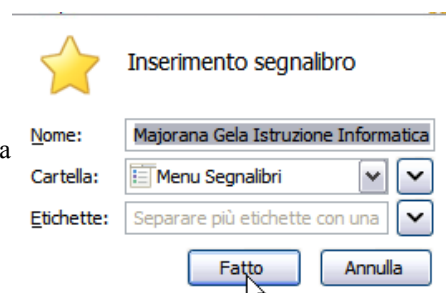 Inserimento segnalibro
Nome: Majorana Gela Istruzione Informatica
a
Cartella: Menu Segnalibri
Etichette: Separare più etichette con una
Fatto Annulla